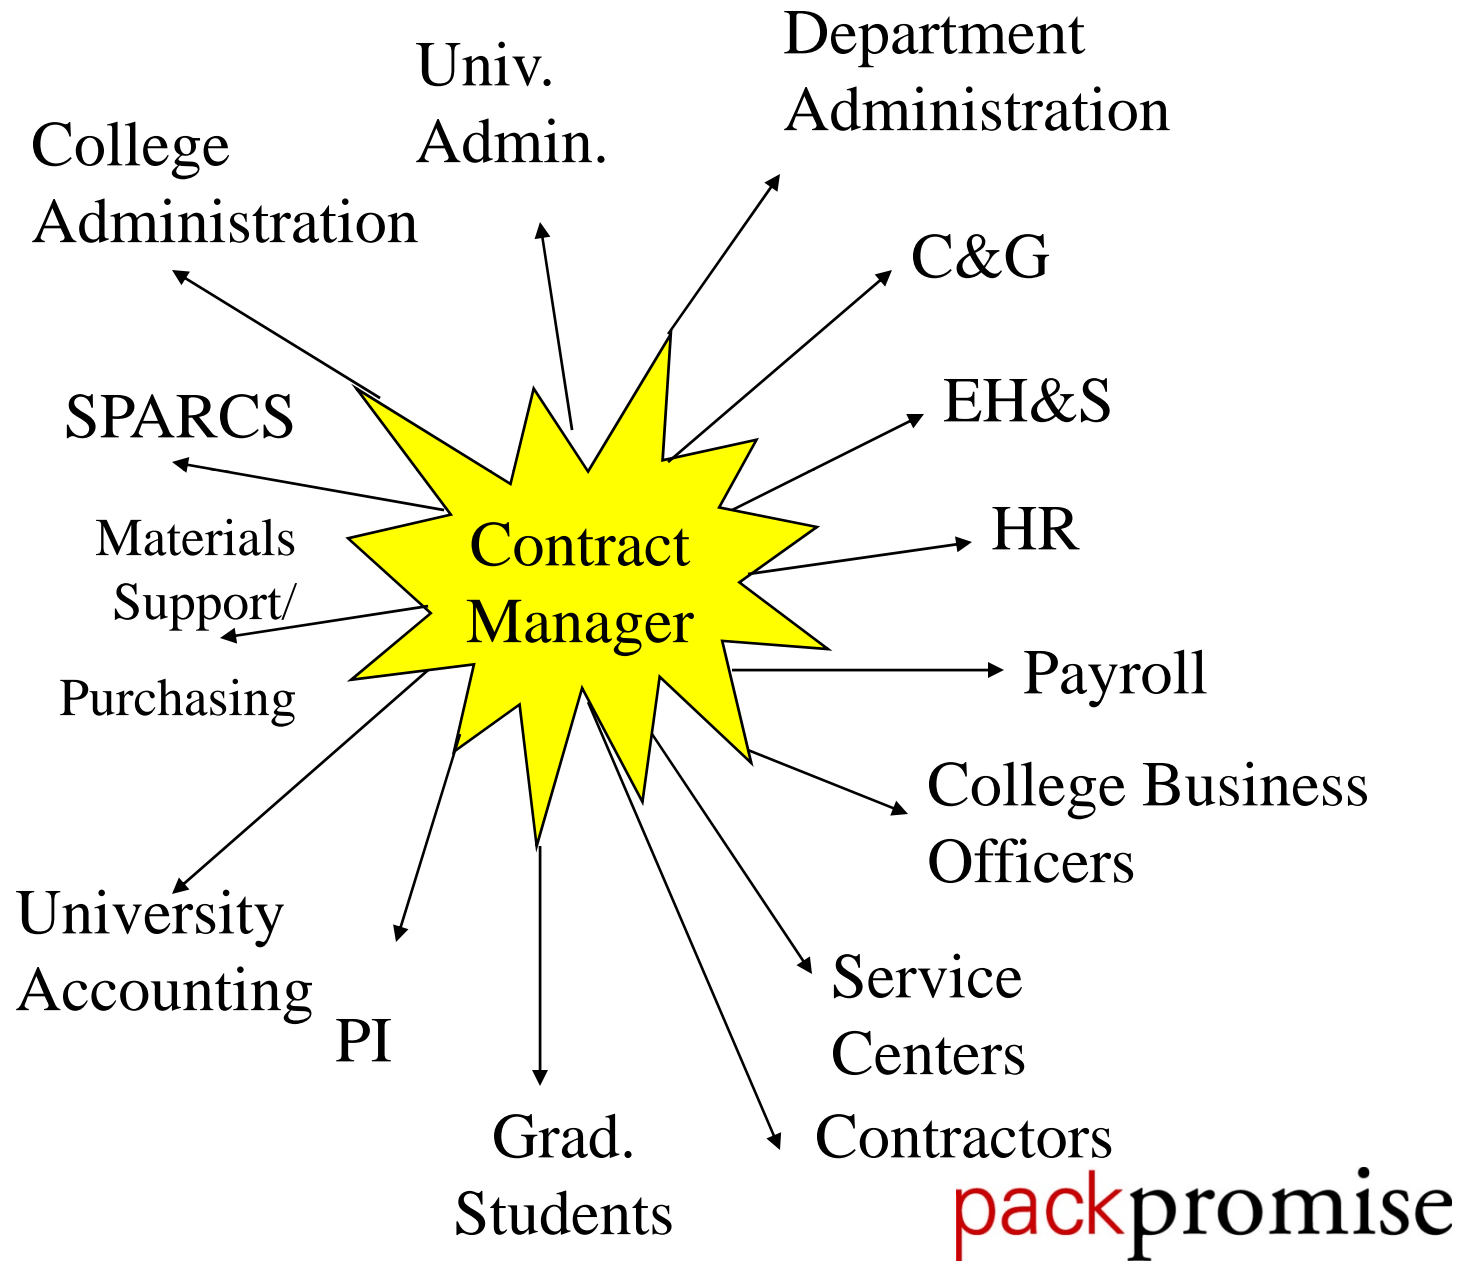 Department
Administration
Univ.
Admin.
College
Administration
C&G
EH&S
SPARCS
HR
Materials
Support/
Purchasing
Contract
Manager
Payroll
College Business
Officers
University
Accounting
PI
Service
Centers
Grad.
Students
Contractors
packpromise